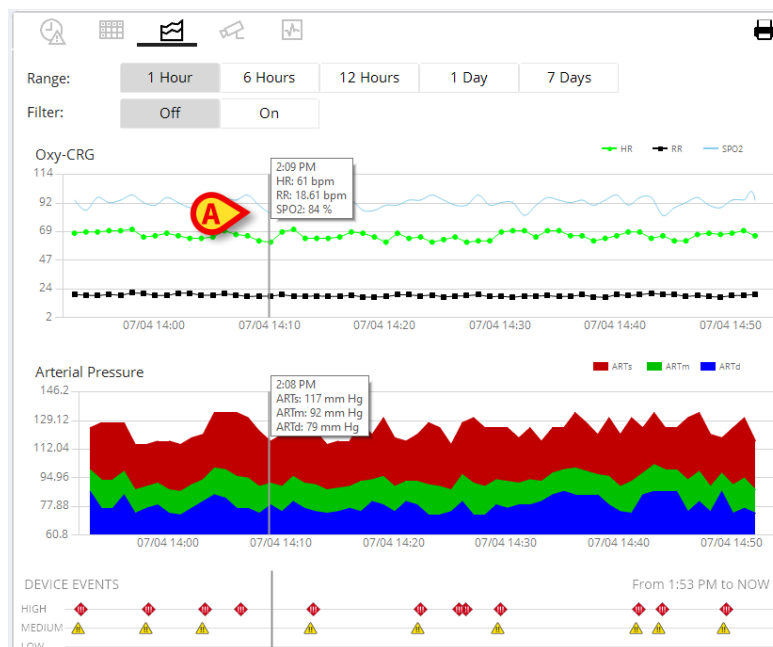 Range: 1 Hour 6 Hours 12 Hours 1 Day 7 Days
Filter: Off On
Oxy-CRG
HR RR SPO2
114
92
69
47
24
2
2:09 PM
HR: 61 bpm
RR: 18.61 bpm
SPO2: 84 %
A
07/04 14:00 07/04 14:10 07/04 14:20 07/04 14:30 07/04 14:40 07/04 14:50
Arterial Pressure
ARTs ARTm ARTd
146.2
129.12
112.04
94.96
77.88
60.8
2:08 PM
ARTs: 117 mm Hg
ARTm: 92 mm Hg
ARTd: 79 mm Hg
07/04 14:00 07/04 14:10 07/04 14:20 07/04 14:30 07/04 14:40 07/04 14:50
DEVICE EVENTS From 1:53 PM to NOW
HIGH
MEDIUM
LOW